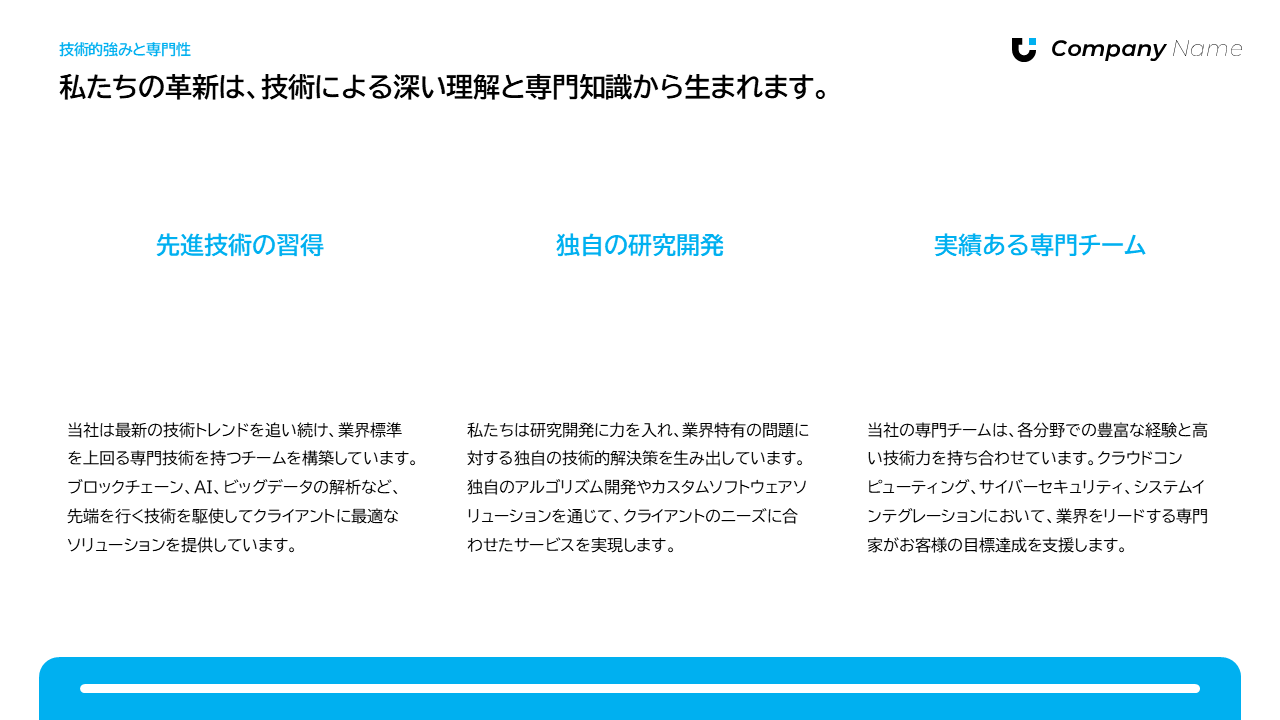 技術的強みと専門性
Company Name
私たちの革新は、技術による深い理解と専門知識から生まれます。
先進技術の習得
当社は最新の技術トレンドを追い続け、業界標準
を上回る専門技術を持つチームを構築しています。
ブロックチェーン、AI、ビッグデータの解析など、
先端を行く技術を駆使してクライアントに最適な
ソリューションを提供しています。
独自の研究開発
私たちは研究開発に力を入れ、業界特有の問題に
対する独自の技術的解決策を生み出しています。
独自のアルゴリズム開発やカスタムソフトウェアソ
リューションを通じて、クライアントのニーズに合
わせたサービスを実現します。
実績ある専門チーム
当社の専門チームは、各分野での豊富な経験と高
い技術力を持ち合わせています。クラウドコン
ピューティング、サイバーセキュリティ、システムイ
ンテグレーションにおいて、業界をリードする専門
家がお客様の目標達成を支援します。